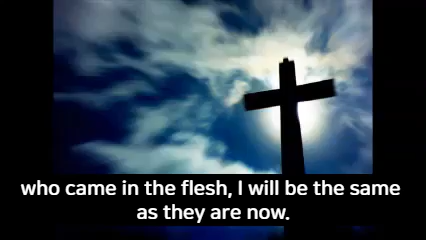 who came in the flesh, I will be the same
as they are now.